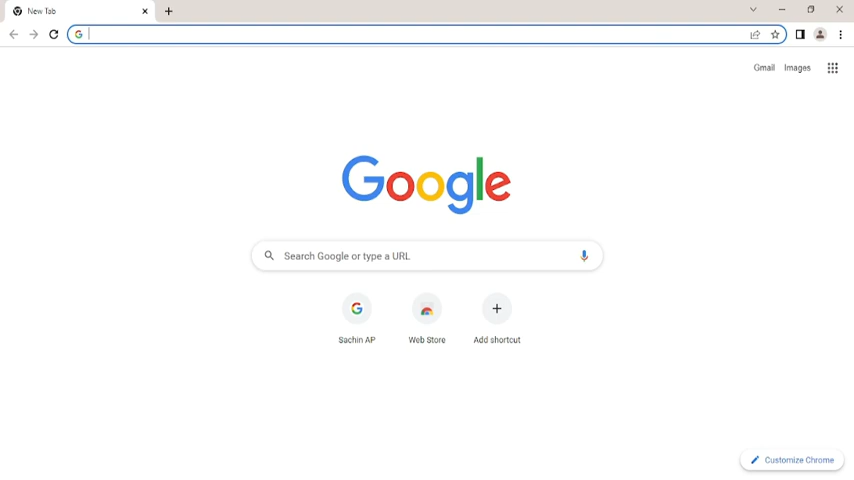 New Tab
Gmail Images
Google
Search Google or type a URL
Sachin AP Web Store Add shortcut
Customize Chrome